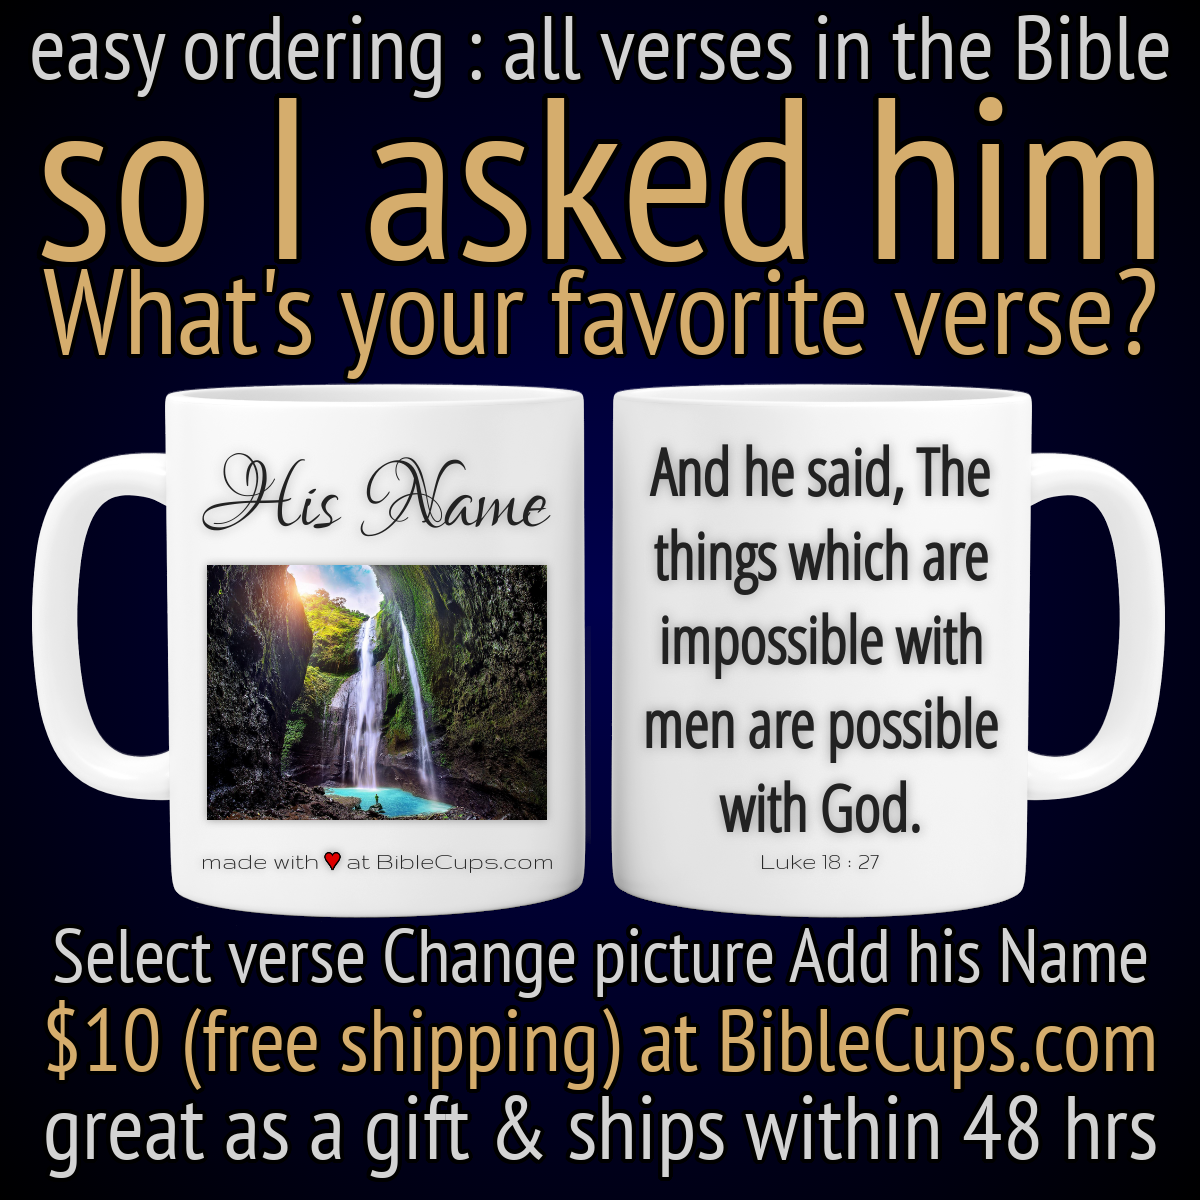 easy ordering : all verses in the Bible
so I asked him
What's your favorite verse?
His Name
made with ❤ at BibleCups.com
And he said, The
things which are
impossible with
men are possible
with God.
Luke 18 : 27
Select verse Change picture Add his Name
$10 (free shipping) at BibleCups.com
great as a gift & ships within 48 hrs